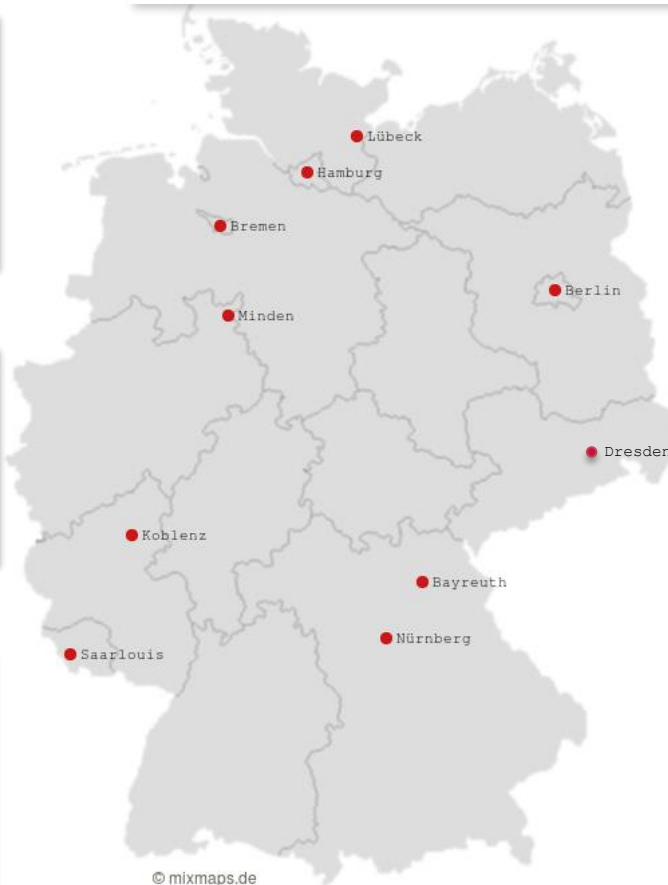 Lübeck
Hamburg
Bremen
Berlin
Minden
Dresden
Koblenz
Bayreuth
Nürnberg
Saarlouis
© mixmaps.de